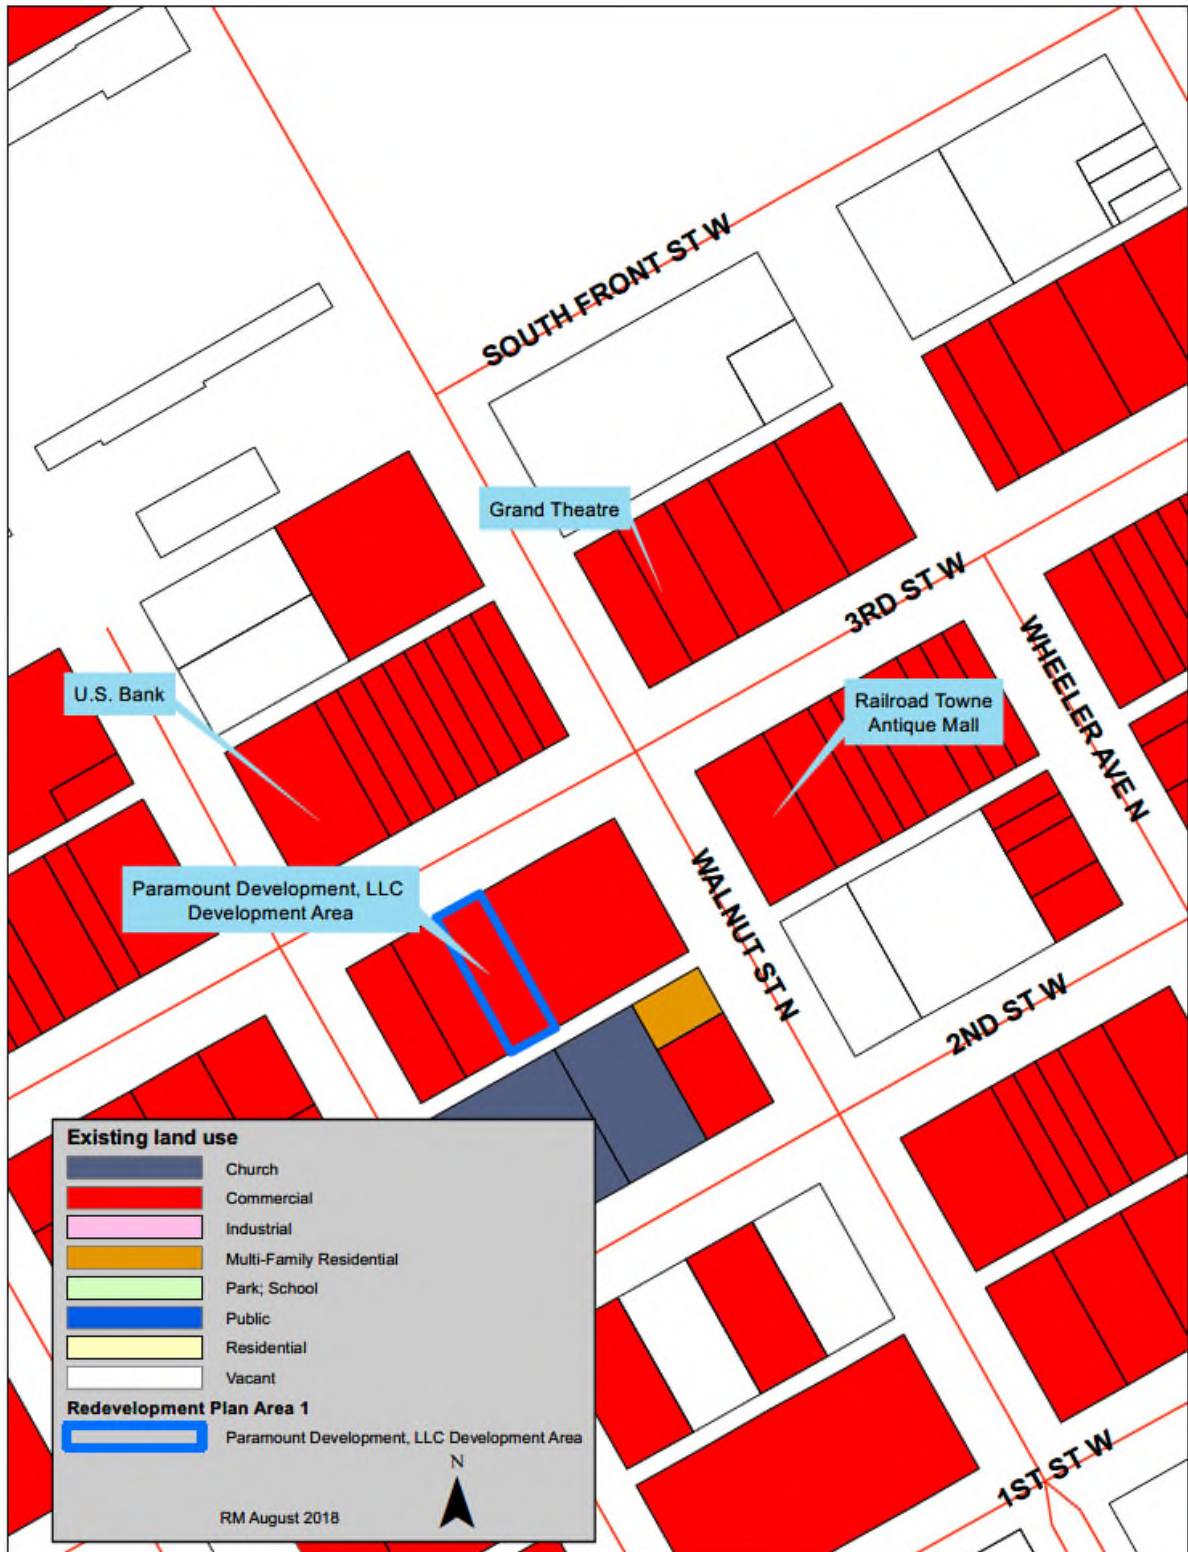 SOUTH FRONT ST W
Grand Theatre
3RD ST W
WHEELER AVE N
U.S. Bank
Railroad Towne
Antique Mall
Paramount Development, LLC
Development Area
WALNUT ST N
2ND ST W
Existing land use
Church
Commercial
Industrial
Multi-Family Residential
Park; School
Public
Residential
Vacant
Redevelopment Plan Area 1
Paramount Development, LLC Development Area
N
RM August 2018
1ST ST W